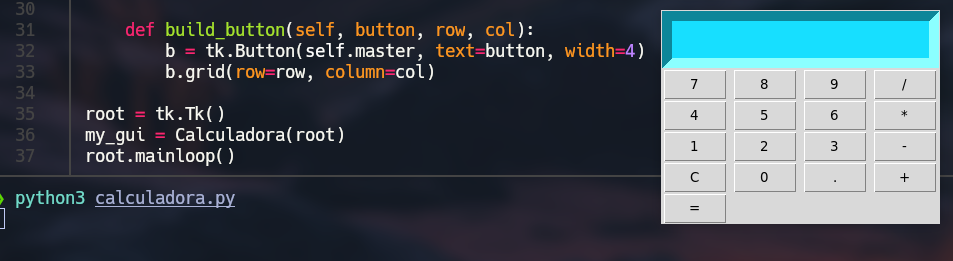 30
31 def build_button(self, button, row, col):
32 b = tk.Button(self.master, text=button, width=4)
33 b.grid(row=row, column=col)
34
35 root = tk.Tk()
36 my_gui = Calculadora(root)
37 root.mainloop()
❯ python3 calculadora.py
7 8 9 /
4 5 6 *
1 2 3 -
C 0 . +
=